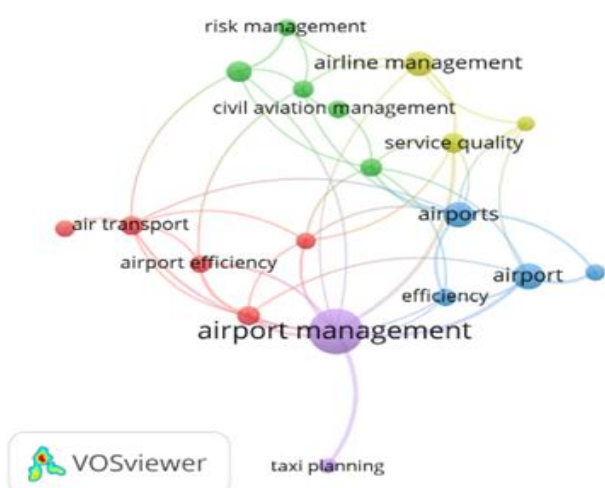 risk management
airline management
civil aviation management
service quality
airports
air transport
airport efficiency
airport
efficiency
airport management
taxi planning
VOSviewer